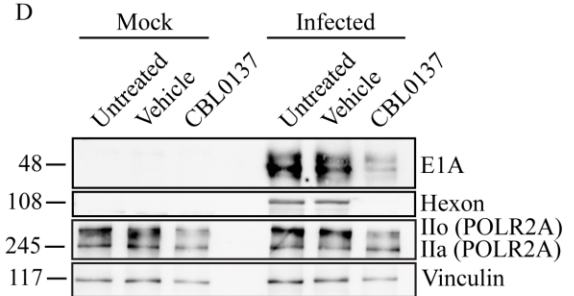 D
Mock Infected
Untreated Vehicle CBL0137 Untreated Vehicle CBL0137
48 E1A
108 Hexon
IIo (POLR2A)
245 IIa (POLR2A)
117 Vinculin